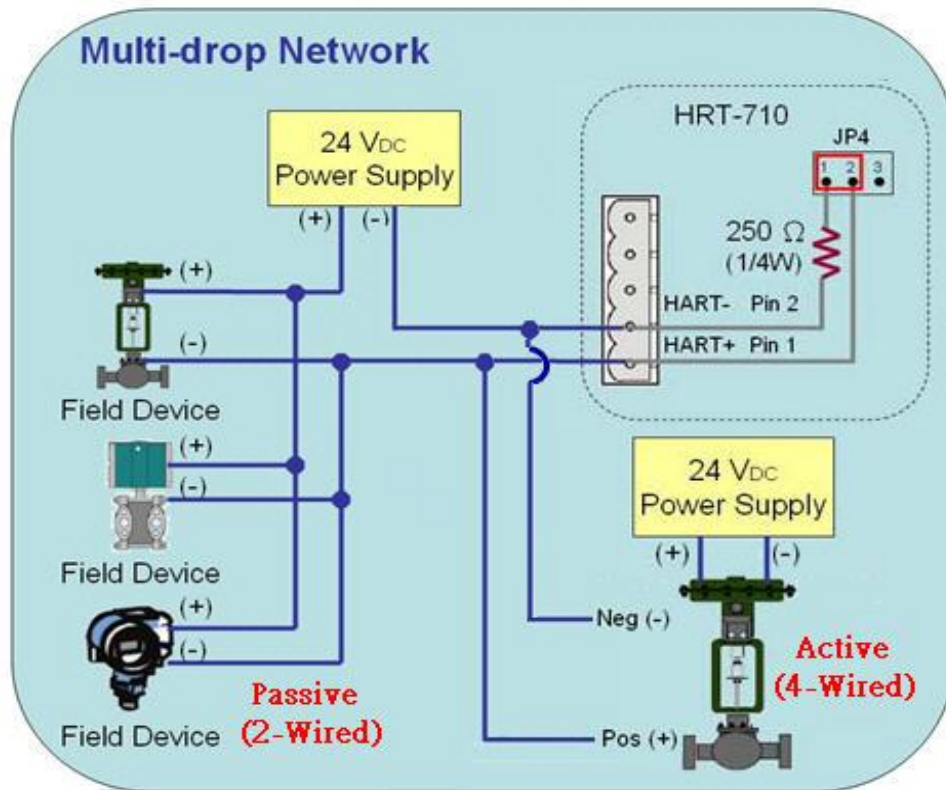 Multi-drop Network
24 VDC
Power Supply
(+)
(-)
HRT-710
JP4
1 2 3
250 Ω
(1/4W)
HART- Pin 2
HART+ Pin 1
(+)
(-)
Field Device
(+)
(-)
Field Device
(+)
(-)
Field Device
Passive
(2-Wired)
24 VDC
Power Supply
(+)
(-)
Neg (-)
Active
(4-Wired)
Pos (+)